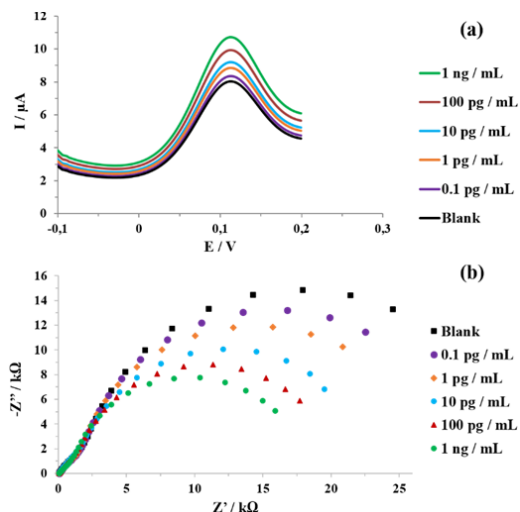 (a)
12
10
8
6
4
2
0
I / µA
-0,1
0
0,1
0,2
0,3
E / V
1 ng / mL
100 pg / mL
10 pg / mL
1 pg / mL
0.1 pg / mL
Blank
(b)
16
14
12
10
8
6
4
2
0
-Z'' / kΩ
0
5
10
15
20
25
Z' / kΩ
Blank
0.1 pg / mL
1 pg / mL
10 pg / mL
100 pg / mL
1 ng / mL